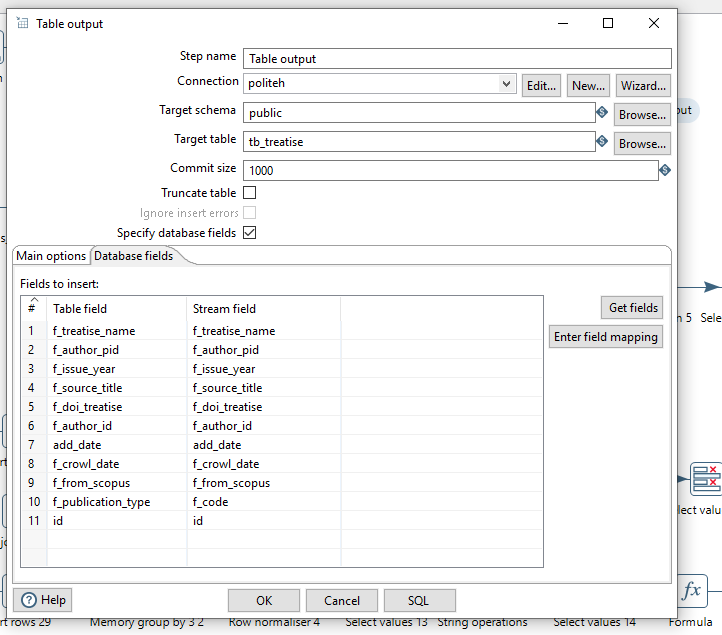 Table output
Step name Table output
Connection politeh Edit... New... Wizard...
Target schema public Browse...
Target table tb_treatise Browse...
Commit size 1000
Truncate table
Ignore insert errors
Specify database fields
Main options Database fields
Fields to insert:
# Table field Stream field
1 f_treatise_name f_treatise_name
2 f_author_pid f_author_pid
3 f_issue_year f_issue_year
4 f_source_title f_source_title
5 f_doi_treatise f_doi_treatise
6 f_author_id f_author_id
7 add_date add_date
8 f_crowl_date f_crowl_date
9 f_from_scopus f_from_scopus
10 f_publication_type f_code
11 id id
Get fields
Enter field mapping
Help OK Cancel SQL
put
n 5 Sele
lect valu
fx
rt rows 29 Memory group by 3 2 Row normaliser 4 Select values 13 String operations Select values 14 Formula